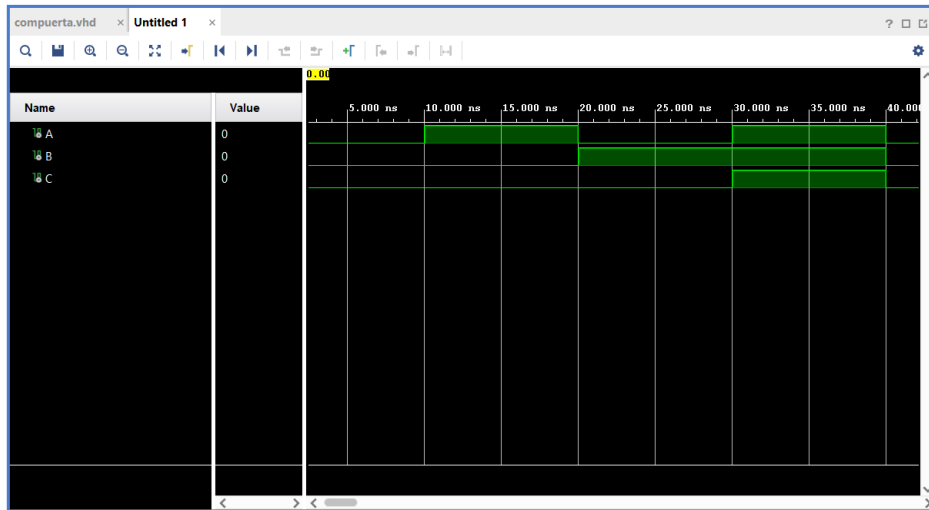 compuerta.vhd × Untitled 1 ×
?
0.00
Name Value
5.000 ns 10.000 ns 15.000 ns 20.000 ns 25.000 ns 30.000 ns 35.000 ns 40.00
A 0
B 0
C 0